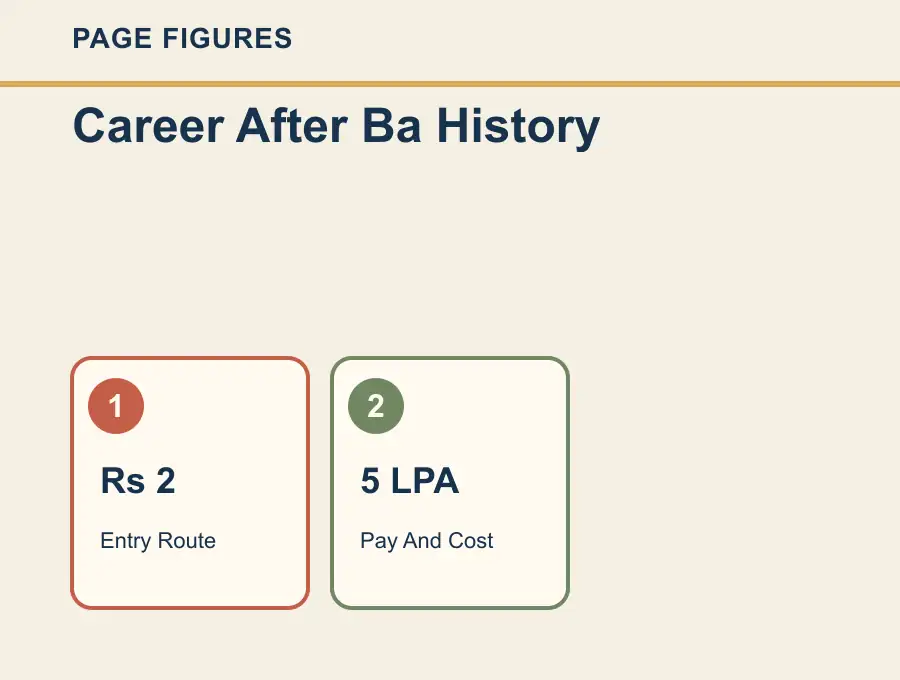 PAGE FIGURES
Career After Ba History
1
Rs 2
Entry Route
2
5 LPA
Pay And Cost